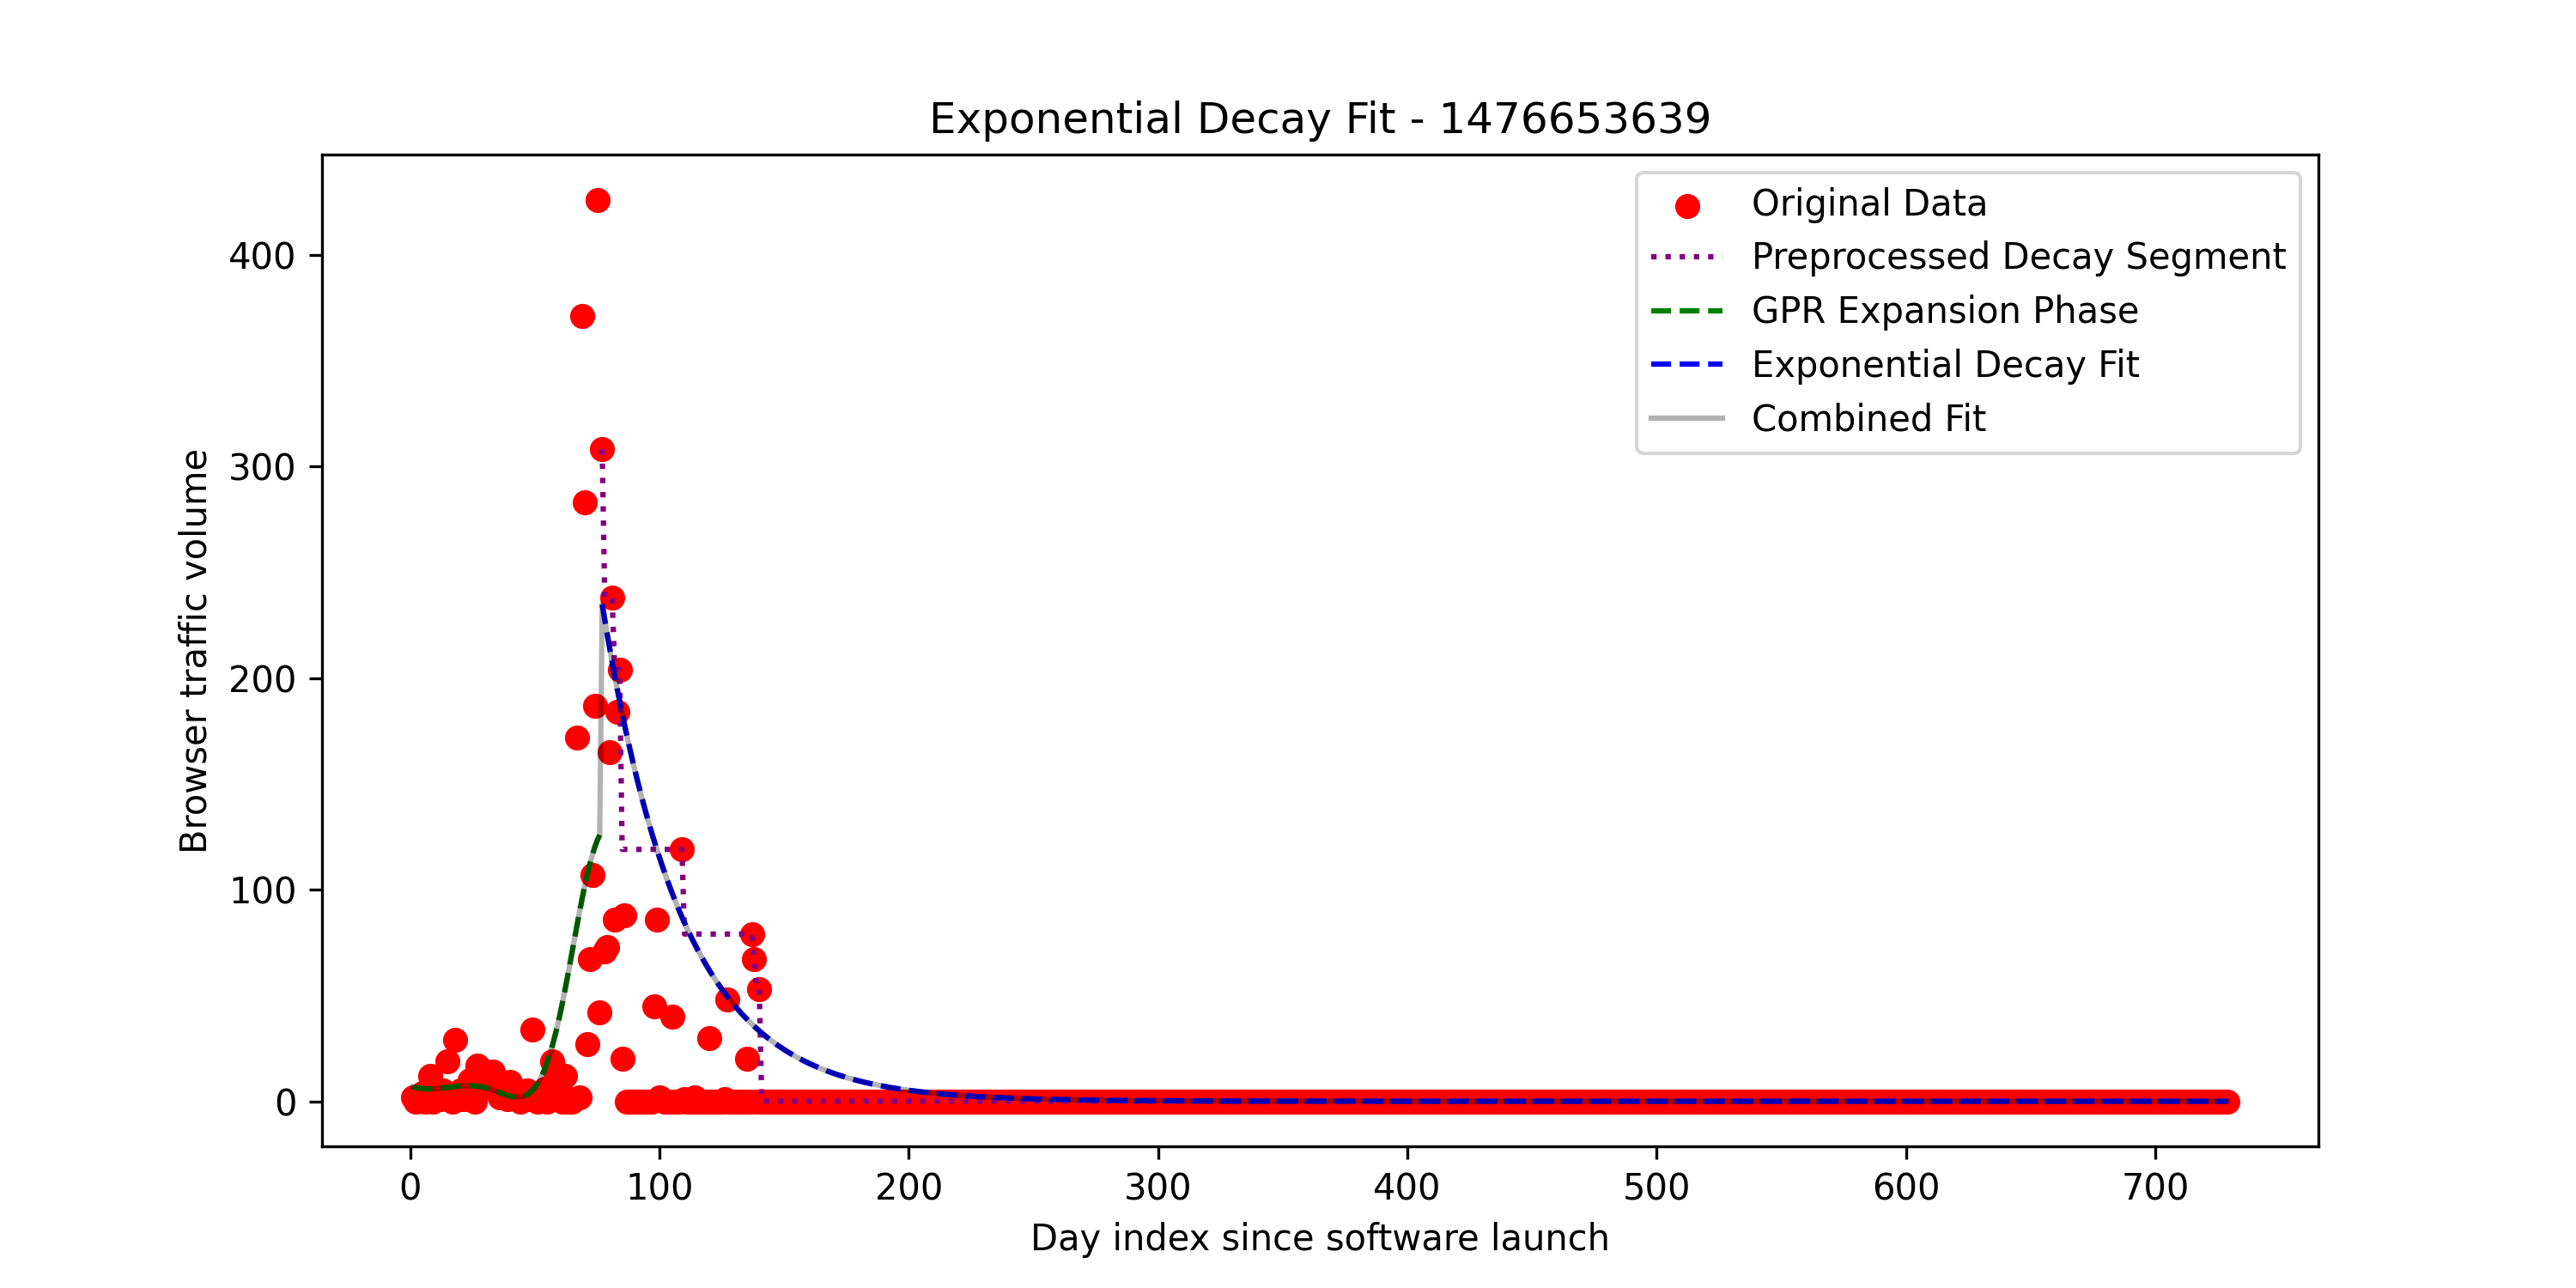 Exponential Decay Fit - 1476653639
Original Data
Preprocessed Decay Segment
GPR Expansion Phase
Exponential Decay Fit
Combined Fit
Browser traffic volume
400
300
200
100
0
0 100 200 300 400 500 600 700
Day index since software launch